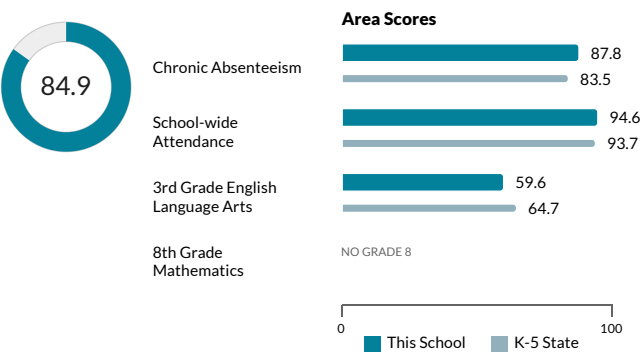 84.9
Area Scores
Chronic Absenteeism
87.8
83.5
School-wide
Attendance
94.6
93.7
3rd Grade English
Language Arts
59.6
64.7
8th Grade
Mathematics
NO GRADE 8
0
100
This School
K-5 State